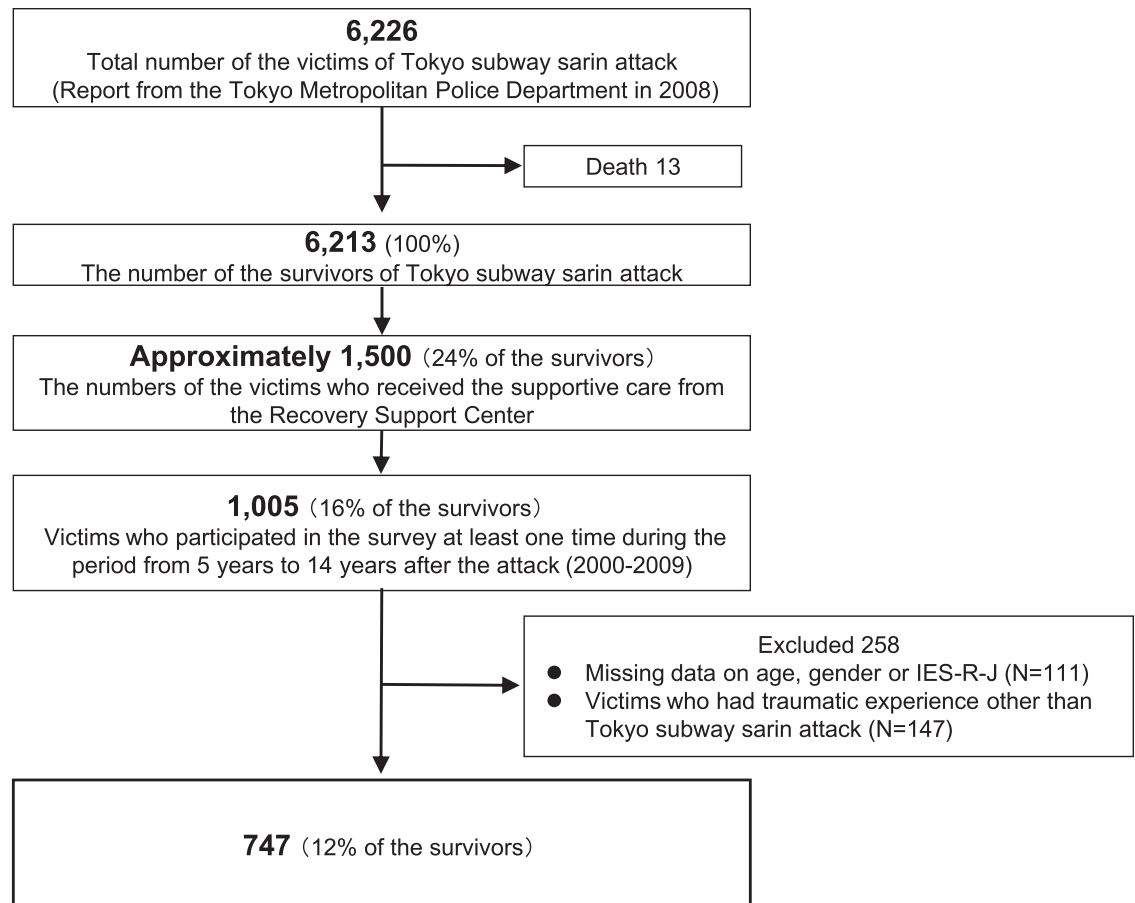 6,226
Total number of the victims of Tokyo subway sarin attack
(Report from the Tokyo Metropolitan Police Department in 2008)
Death 13
6,213 (100%)
The number of the survivors of Tokyo subway sarin attack
Approximately 1,500（24% of the survivors）
The numbers of the victims who received the supportive care from
the Recovery Support Center
1,005（16% of the survivors）
Victims who participated in the survey at least one time during the
period from 5 years to 14 years after the attack (2000-2009)
Excluded 258
● Missing data on age, gender or IES-R-J (N=111)
● Victims who had traumatic experience other than
Tokyo subway sarin attack (N=147)
747（12% of the survivors）